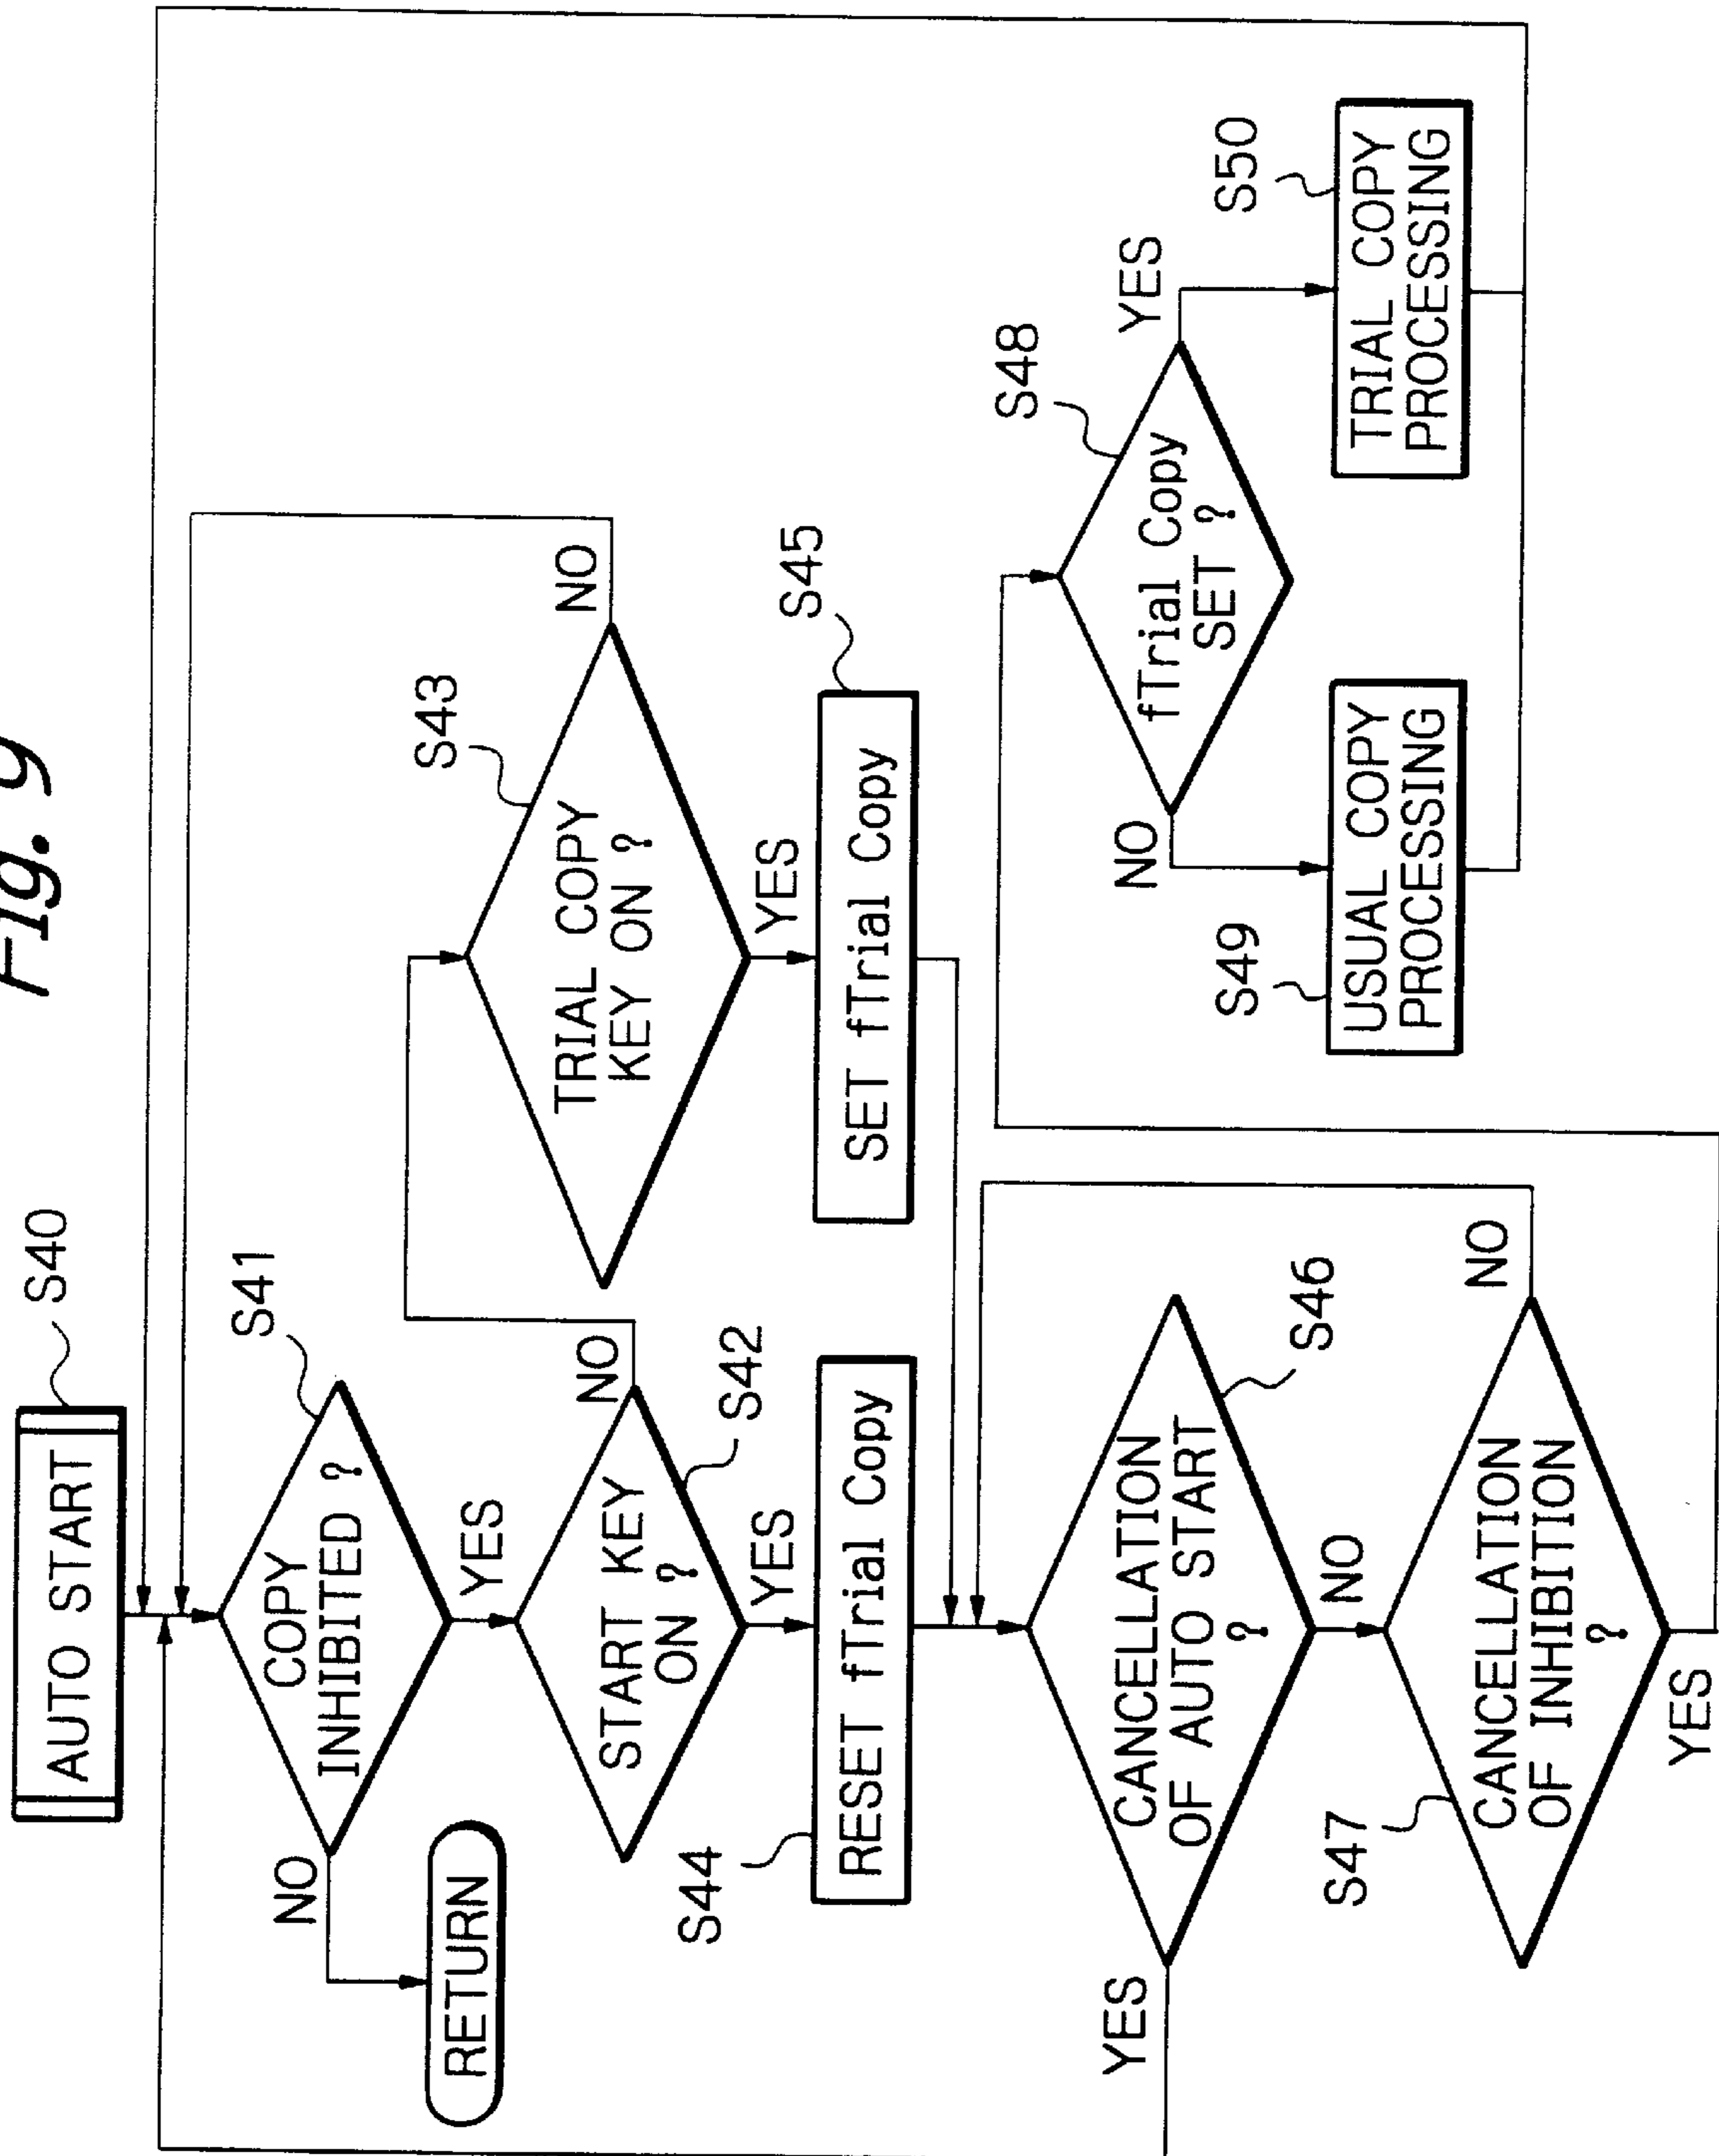 Fig. 9
AUTO START
S40
COPY
INHIBITED ?
S41
NO
RETURN
YES
START KEY
ON ?
S42
NO
YES
TRIAL COPY
KEY ON ?
S43
NO
YES
S44
RESET fTrial Copy
SET fTrial Copy
S45
CANCELLATION
OF AUTO START
?
S46
YES
NO
S47
CANCELLATION
OF INHIBITION
?
NO
YES
fTrial Copy
SET ?
S48
NO
YES
S49
USUAL COPY
PROCESSING
S50
TRIAL COPY
PROCESSING